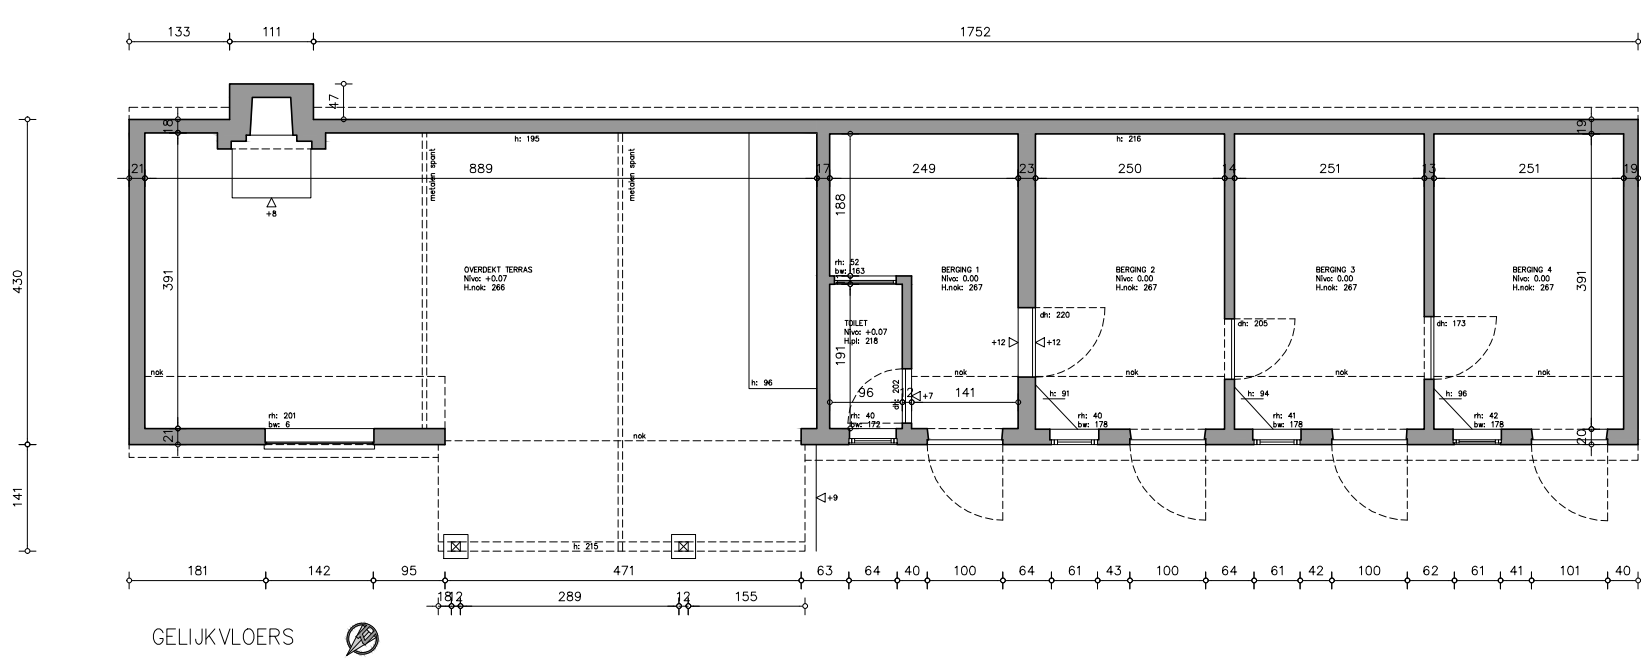 133
111
1752
47
18
h: 195
h: 216
19
21
889
17
249
23
250
14
251
13
251
19
metalen spant
metalen spant
+8
188
430
391
OVERDEKT TERRAS
Nivo: +0.07
H.nok: 266
rh: 52
bw: 163
BERGING 1
Nivo: 0.00
H.nok: 267
BERGING 2
Nivo: 0.00
H.nok: 267
BERGING 3
Nivo: 0.00
H.nok: 267
BERGING 4
Nivo: 0.00
H.nok: 267
391
TOILET
Nivo: +0.07
H.pl: 218
191
dh: 220
dh: 205
dh: 173
+12
+12
nok
nok
nok
nok
nok
h: 96
dh: 202
96
12
+7
141
h: 91
h: 94
h: 96
rh: 201
bw: 6
rh: 40
bw: 172
rh: 40
bw: 178
rh: 41
bw: 178
rh: 42
bw: 178
21
nok
20
141
+9
h: 215
181
142
95
471
63
64
40
100
64
61
43
100
64
61
42
100
62
61
41
101
40
18
12
289
12
155
GELIJKVLOERS